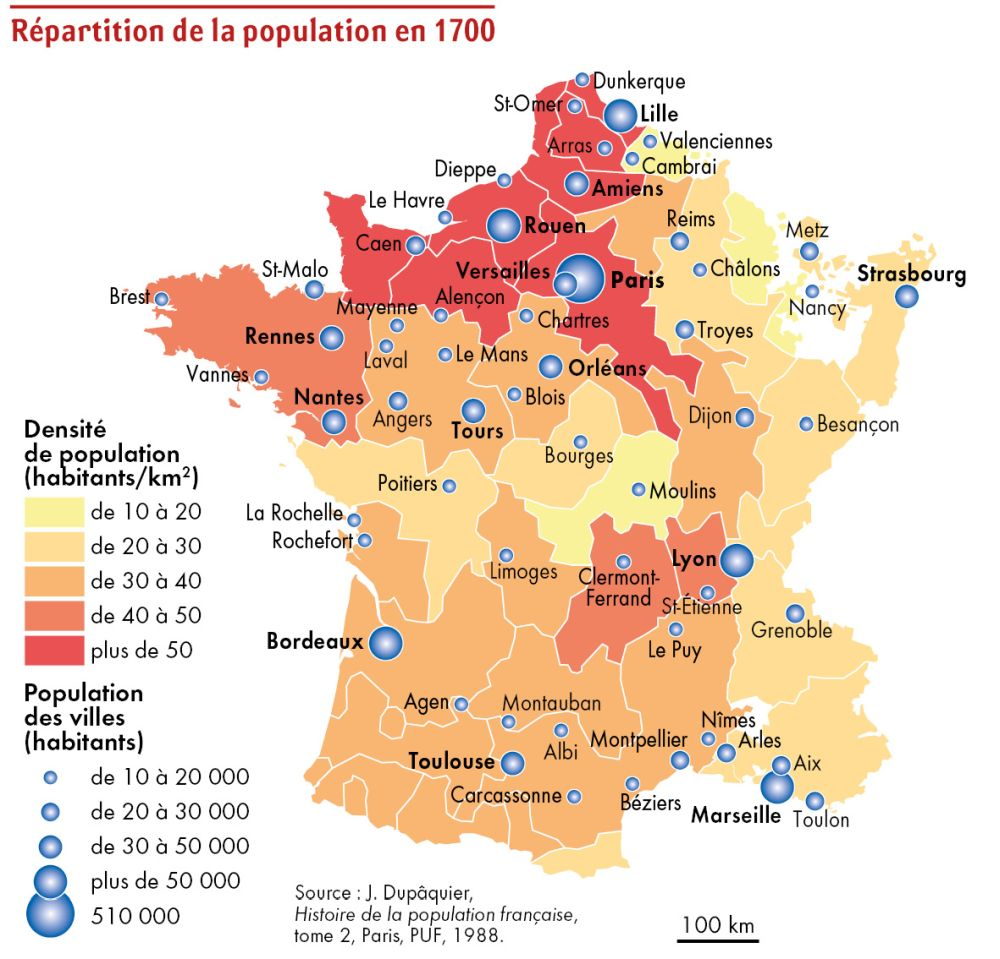 Répartition de la population en 1700
Dunkerque
St-Omer
Lille
Arras
Valenciennes
Cambrai
Dieppe
Amiens
Le Havre
Rouen
Reims
Metz
Caen
Versailles
Paris
Châlons
Strasbourg
St-Malo
Brest
Mayenne
Alençon
Chartres
Nancy
Rennes
Troyes
Laval
Le Mans
Orléans
Vannes
Nantes
Angers
Tours
Blois
Dijon
Besançon
Bourges
Poitiers
Moulins
La Rochelle
Rochefort
Limoges
Clermont-
Ferrand
Lyon
St-Étienne
Grenoble
Bordeaux
Le Puy
Agen
Montauban
Albi
Montpellier
Nîmes
Arles
Toulouse
Aix
Carcassonne
Béziers
Marseille
Toulon
Densité
de population
(habitants/km²)
de 10 à 20
de 20 à 30
de 30 à 40
de 40 à 50
plus de 50
Population
des villes
(habitants)
de 10 à 20 000
de 20 à 30 000
de 30 à 50 000
plus de 50 000
510 000
Source : J. Dupâquier,
Histoire de la population française,
tome 2, Paris, PUF, 1988.
100 km